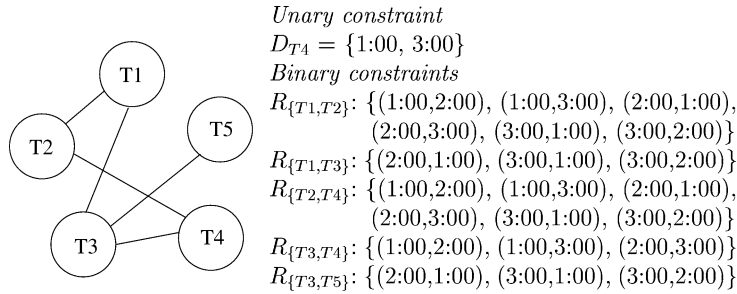 Unary constraint
D_{T4} = {1:00, 3:00}
Binary constraints
R_{{T1,T2}}: {(1:00,2:00), (1:00,3:00), (2:00,1:00),
(2:00,3:00), (3:00,1:00), (3:00,2:00)}
R_{{T1,T3}}: {(2:00,1:00), (3:00,1:00), (3:00,2:00)}
R_{{T2,T4}}: {(1:00,2:00), (1:00,3:00), (2:00,1:00),
(2:00,3:00), (3:00,1:00), (3:00,2:00)}
R_{{T3,T4}}: {(1:00,2:00), (1:00,3:00), (2:00,3:00)}
R_{{T3,T5}}: {(2:00,1:00), (3:00,1:00), (3:00,2:00)}
T1
T5
T2
T3
T4